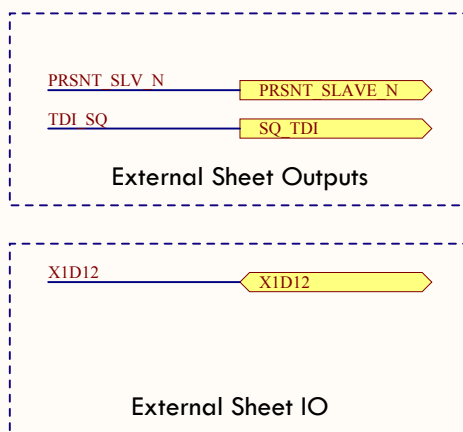 PRSNT_SLV_N PRSNT_SLAVE_N
TDI_SQ SQ_TDI
External Sheet Outputs
X1D12 X1D12
External Sheet IO